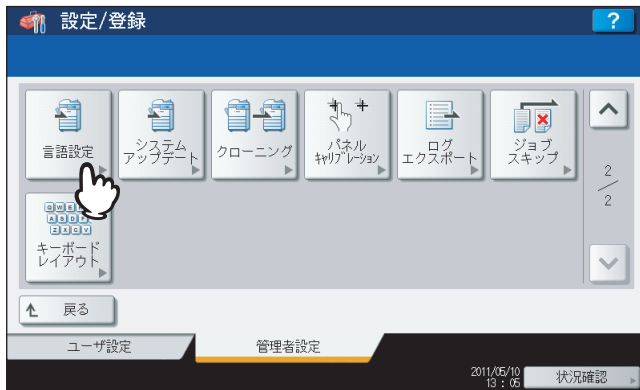 設定/登録
?
言語設定
システム
アップデート
クローニング
パネル
ｷｬﾘﾌﾞﾚｰｼｮﾝ
ログ
エクスポート
ジョブ
スキップ
2
2
キーボード
レイアウト
戻る
ユーザ設定
管理者設定
2011/05/10
13 : 05
状況確認